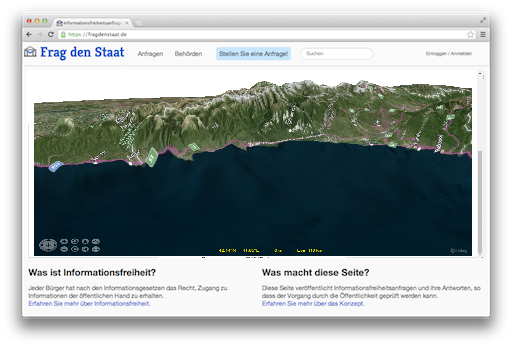 Informationsfreiheitsanfrag
https://fragdenstaat.de
Frag den Staat
Anfragen
Behörden
Stellen Sie eine Anfrage!
Suchen
Einloggen / Anmelden
Was ist Informationsfreiheit?
Jeder Bürger hat nach den Informationsgesetzen das Recht, Zugang zu
Informationen der öffentlichen Hand zu erhalten.
Erfahren Sie mehr über Informationsfreiheit.
Was macht diese Seite?
Diese Seite veröffentlicht Informationsfreiheitsanfragen und ihre Antworten, so
dass der Vorgang durch die Öffentlichkeit geprüft werden kann.
Erfahren Sie mehr über das Konzept.